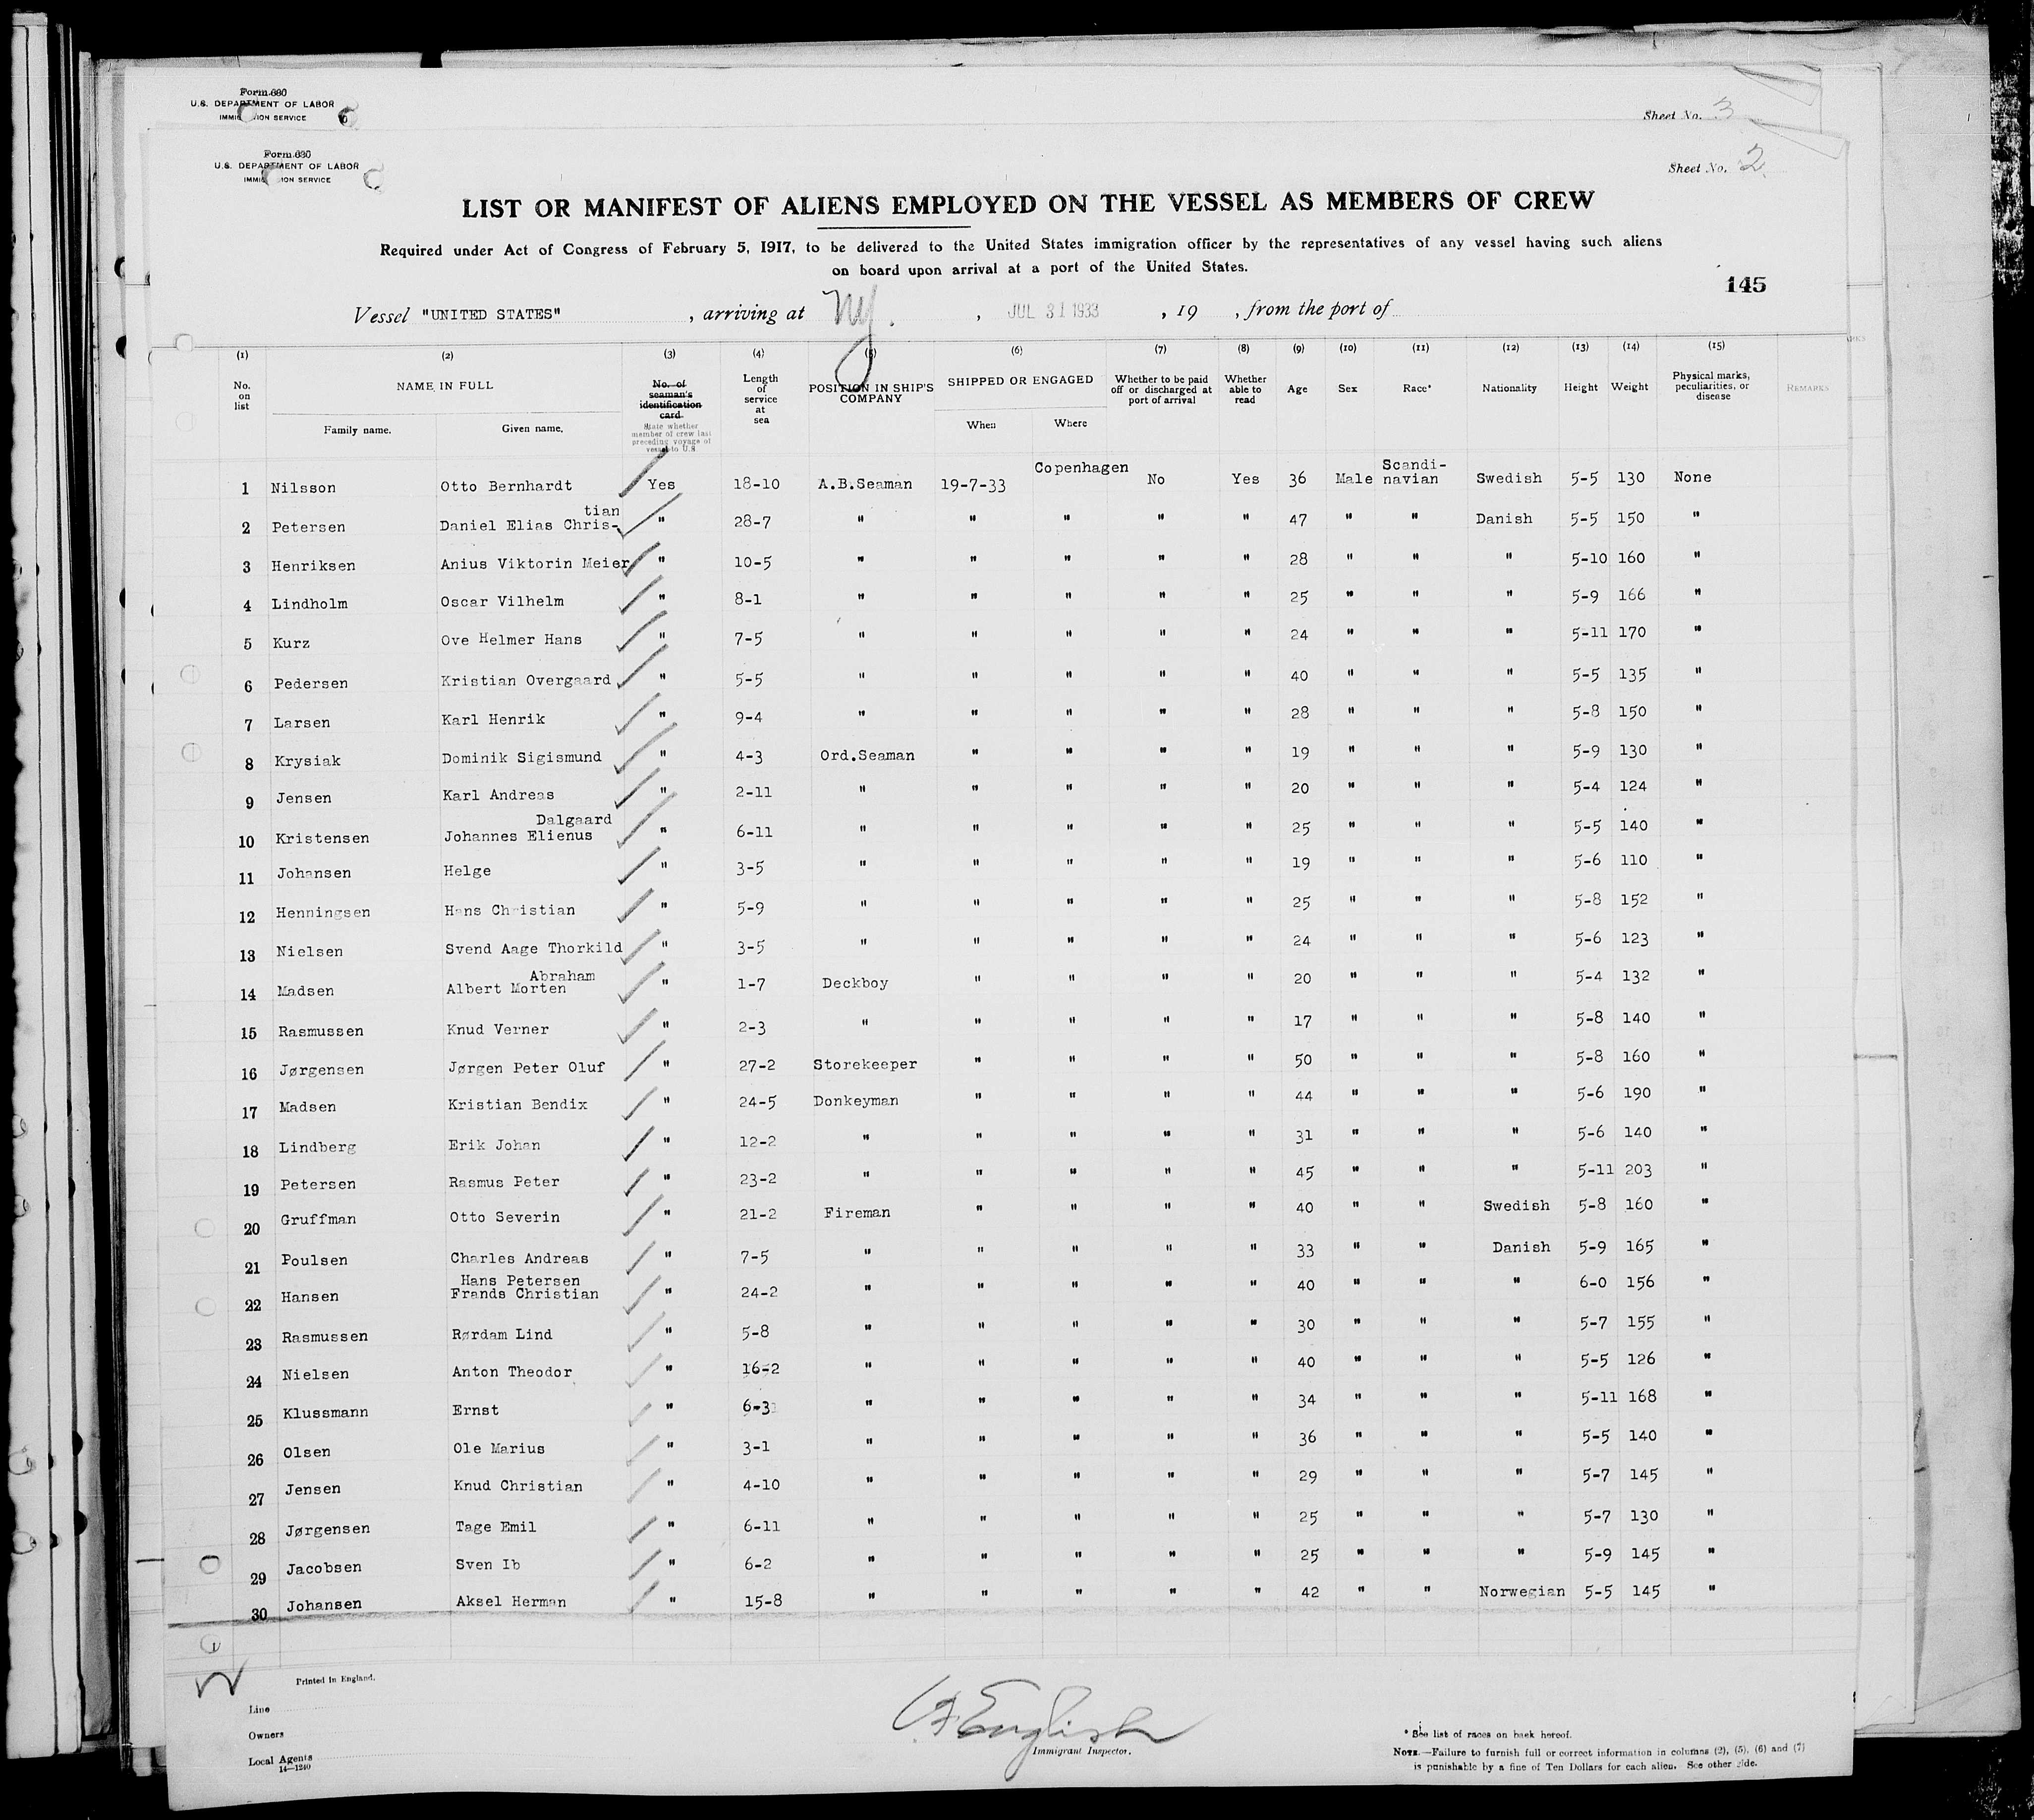 Form 680
U.S. DEPARTMENT OF LABOR
IMMIGRATION SERVICE
Sheet No. 3
Form 680
U.S. DEPARTMENT OF LABOR
IMMIGRATION SERVICE
Sheet No. 2
LIST OR MANIFEST OF ALIENS EMPLOYED ON THE VESSEL AS MEMBERS OF CREW
Required under Act of Congress of February 5, 1917, to be delivered to the United States immigration officer by the representatives of any vessel having such aliens
on board upon arrival at a port of the United States.
145
Vessel "UNITED STATES" , arriving at NY. , JUL 31 1933 , 19 , from the port of
(1) (2) (3) (4) (5) (6) (7) (8) (9) (10) (11) (12) (13) (14) (15)
No. on list NAME IN FULL Family name. Given name. No. of seaman's identification card State whether member of crew last preceding voyage of vessel to U.S. Length of service at sea POSITION IN SHIP'S COMPANY SHIPPED OR ENGAGED When Where Whether to be paid off or discharged at port of arrival Whether able to read Age Sex Race* Nationality Height Weight Physical marks, peculiarities, or disease REMARKS
1 Nilsson Otto Bernhardt Yes 18-10 A.B.Seaman 19-7-33 Copenhagen No Yes 36 Male Scandi-navian Swedish 5-5 130 None
2 Petersen Daniel Elias Chris-tian " 28-7 " " " " " 47 " " Danish 5-5 150 "
3 Henriksen Anius Viktorin Meier " 10-5 " " " " " 28 " " " 5-10 160 "
4 Lindholm Oscar Vilhelm " 8-1 " " " " " 25 " " " 5-9 166 "
5 Kurz Ove Helmer Hans " 7-5 " " " " " 24 " " " 5-11 170 "
6 Pedersen Kristian Overgaard " 5-5 " " " " " 40 " " " 5-5 135 "
7 Larsen Karl Henrik " 9-4 " " " " " 28 " " " 5-8 150 "
8 Krysiak Dominik Sigismund " 4-3 Ord.Seaman " " " " 19 " " " 5-9 130 "
9 Jensen Karl Andreas " 2-11 " " " " " 20 " " " 5-4 124 "
10 Kristensen Dalgaard Johannes Elienus " 6-11 " " " " " 25 " " " 5-5 140 "
11 Johansen Helge " 3-5 " " " " " 19 " " " 5-6 110 "
12 Henningsen Hans Christian " 5-9 " " " " " 25 " " " 5-8 152 "
13 Nielsen Svend Aage Thorkild " 3-5 " " " " " 24 " " " 5-6 123 "
14 Madsen Abraham Albert Morten " 1-7 Deckboy " " " " 20 " " " 5-4 132 "
15 Rasmussen Knud Verner " 2-3 " " " " " 17 " " " 5-8 140 "
16 Jørgensen Jørgen Peter Oluf " 27-2 Storekeeper " " " " 50 " " " 5-8 160 "
17 Madsen Kristian Bendix " 24-5 Donkeyman " " " " 44 " " " 5-6 190 "
18 Lindberg Erik Johan " 12-2 " " " " " 31 " " " 5-6 140 "
19 Petersen Rasmus Peter " 23-2 " " " " " 45 " " " 5-11 203 "
20 Gruffman Otto Severin " 21-2 Fireman " " " " 40 " " Swedish 5-8 160 "
21 Poulsen Charles Andreas " 7-5 " " " " " 33 " " Danish 5-9 165 "
22 Hansen Hans Petersen Frands Christian " 24-2 " " " " " 40 " " " 6-0 156 "
23 Rasmussen Rørdam Lind " 5-8 " " " " " 30 " " " 5-7 155 "
24 Nielsen Anton Theodor " 16-2 " " " " " 40 " " " 5-5 126 "
25 Klussmann Ernst " 6-3 " " " " " 34 " " " 5-11 168 "
26 Olsen Ole Marius " 3-1 " " " " " 36 " " " 5-5 140 "
27 Jensen Knud Christian " 4-10 " " " " " 29 " " " 5-7 145 "
28 Jørgensen Tage Emil " 6-11 " " " " " 25 " " " 5-7 130 "
29 Jacobsen Sven Ib " 6-2 " " " " " 25 " " " 5-9 145 "
30 Johansen Aksel Herman " 15-8 " " " " " 42 " " Norwegian 5-5 145 "
Printed in England.
Line
Owners
Local Agents
14-1240
English
Immigrant Inspector.
* See list of races on back hereof.
NOTE.—Failure to furnish full or correct information in columns (2), (5), (6) and (7)
is punishable by a fine of Ten Dollars for each alien. See other side.